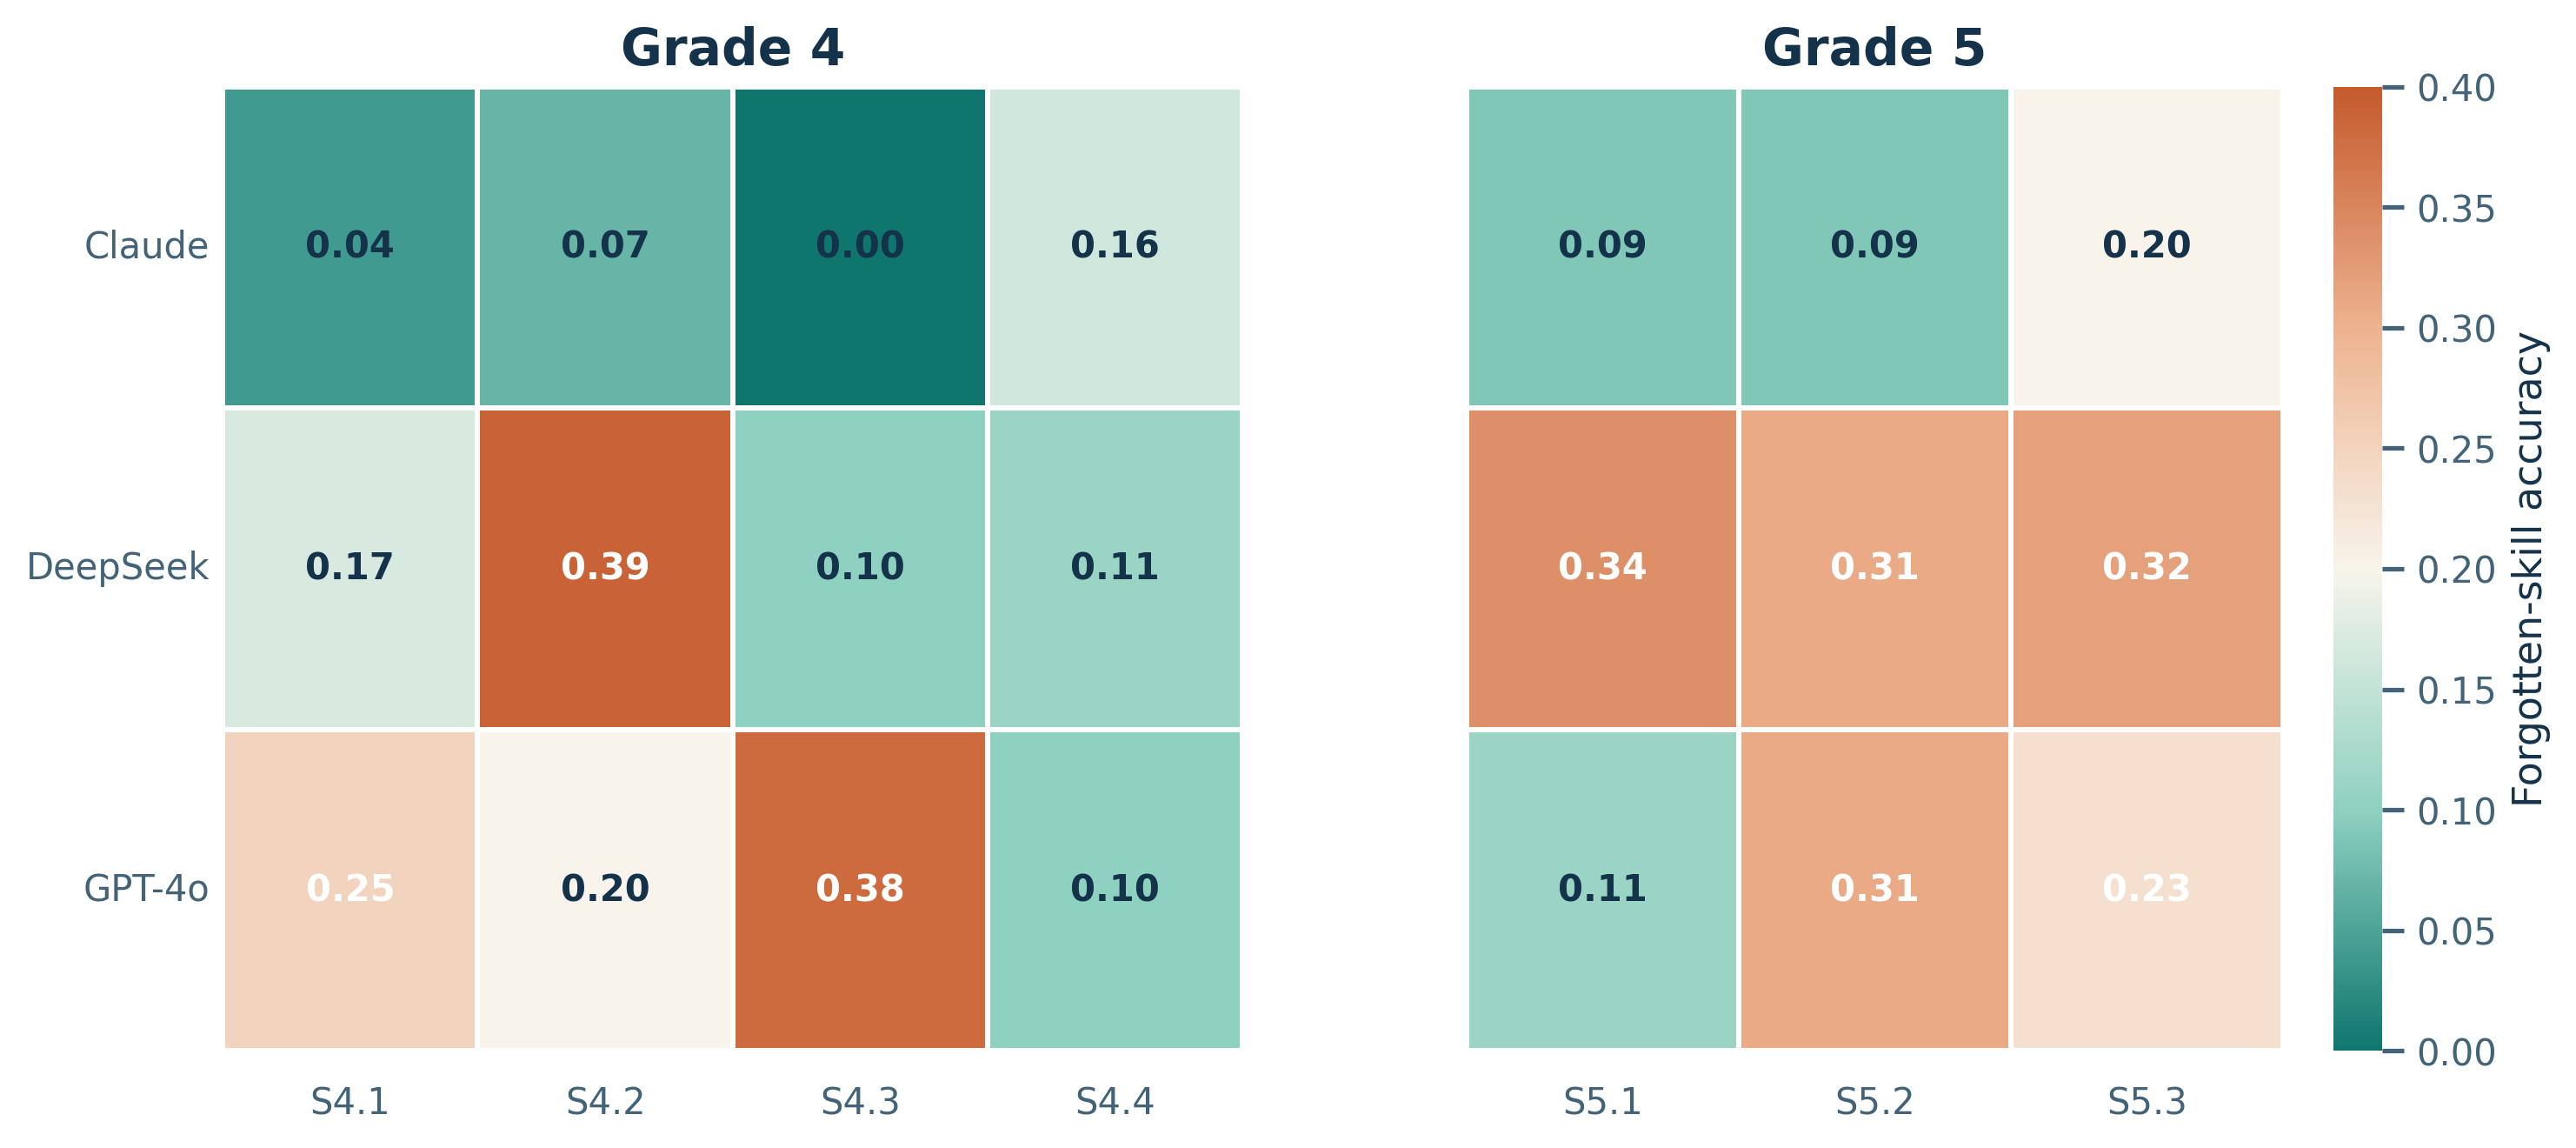 Grade 4
Grade 5
Claude
0.04 0.07 0.00 0.16
0.09 0.09 0.20
DeepSeek
0.17 0.39 0.10 0.11
0.34 0.31 0.32
GPT-4o
0.25 0.20 0.38 0.10
0.11 0.31 0.23
S4.1 S4.2 S4.3 S4.4
S5.1 S5.2 S5.3
0.40
0.35
0.30
0.25
0.20
0.15
0.10
0.05
0.00
Forgotten-skill accuracy